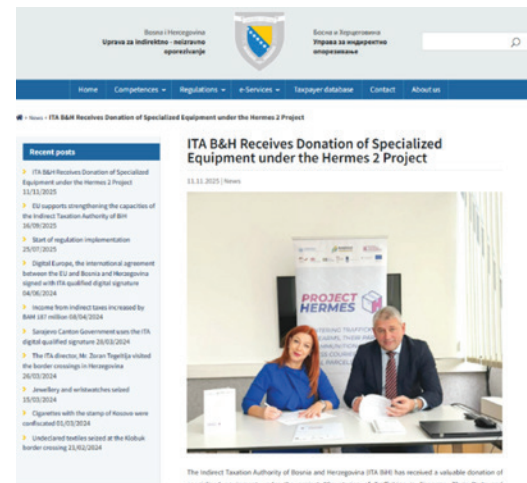 Bosna i Hercegovina
Uprava za indirektno - neizravno
oporezivanje
Босна и Херцеговина
Управа за индиректно
опорезивање
Home
Competences
Regulations
e-Services
Taxpayer database
Contact
About us
> News > ITA B&H Receives Donation of Specialized Equipment under the Hermes 2 Project
Recent posts
ITA B&H Receives Donation of Specialized
Equipment under the Hermes 2 Project
11/11/2025
EU supports strengthening the capacities of
the Indirect Taxation Authority of BiH
16/09/2025
Start of regulation implementation
25/07/2025
Digital Europe, the international agreement
between the EU and Bosnia and Herzegovina
signed with ITA qualified digital signature
04/06/2024
Income from indirect taxes increased by
BAM 187 million 08/04/2024
Sarajevo Canton Government uses the ITA
digital qualified signature 28/03/2024
The ITA director, Mr. Zoran Tegeltija visited
the border crossings in Herzegovina
26/03/2024
Jewellery and wristwatches seized
15/03/2024
Cigarettes with the stamp of Kosovo were
confiscated 01/03/2024
Undeclared textiles seized at the Klobuk
border crossing 21/02/2024
ITA B&H Receives Donation of Specialized
Equipment under the Hermes 2 Project
11.11.2025 | News
PROJECT
HERMES
The Indirect Taxation Authority of Bosnia and Herzegovina (ITA BiH) has received a valuable donation of